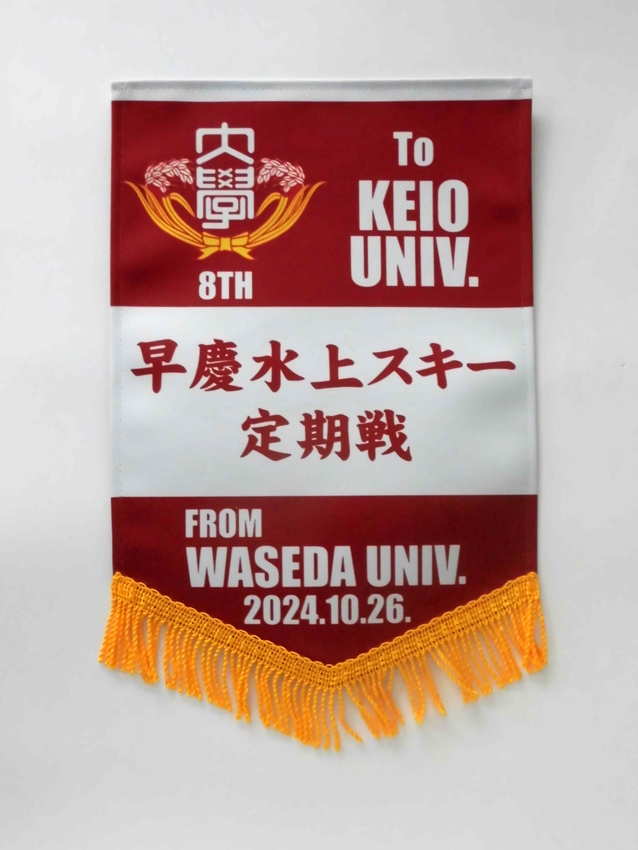 大學
8TH
To
KEIO
UNIV.
早慶水上スキー
定期戦
FROM
WASEDA UNIV.
2024.10.26.